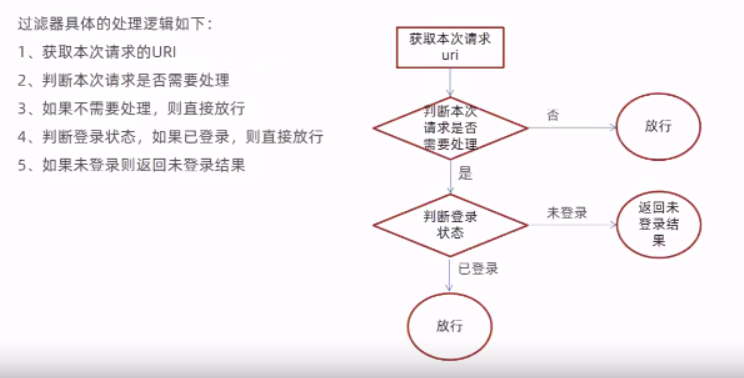 过滤器具体的处理逻辑如下：
1、获取本次请求的URI
2、判断本次请求是否需要处理
3、如果不需要处理，则直接放行
4、判断登录状态，如果已登录，则直接放行
5、如果未登录则返回未登录结果
获取本次请求
uri
判断本次
请求是否
需要处理
否
放行
是
判断登录
状态
未登录
返回未
登录结
果
已登录
放行